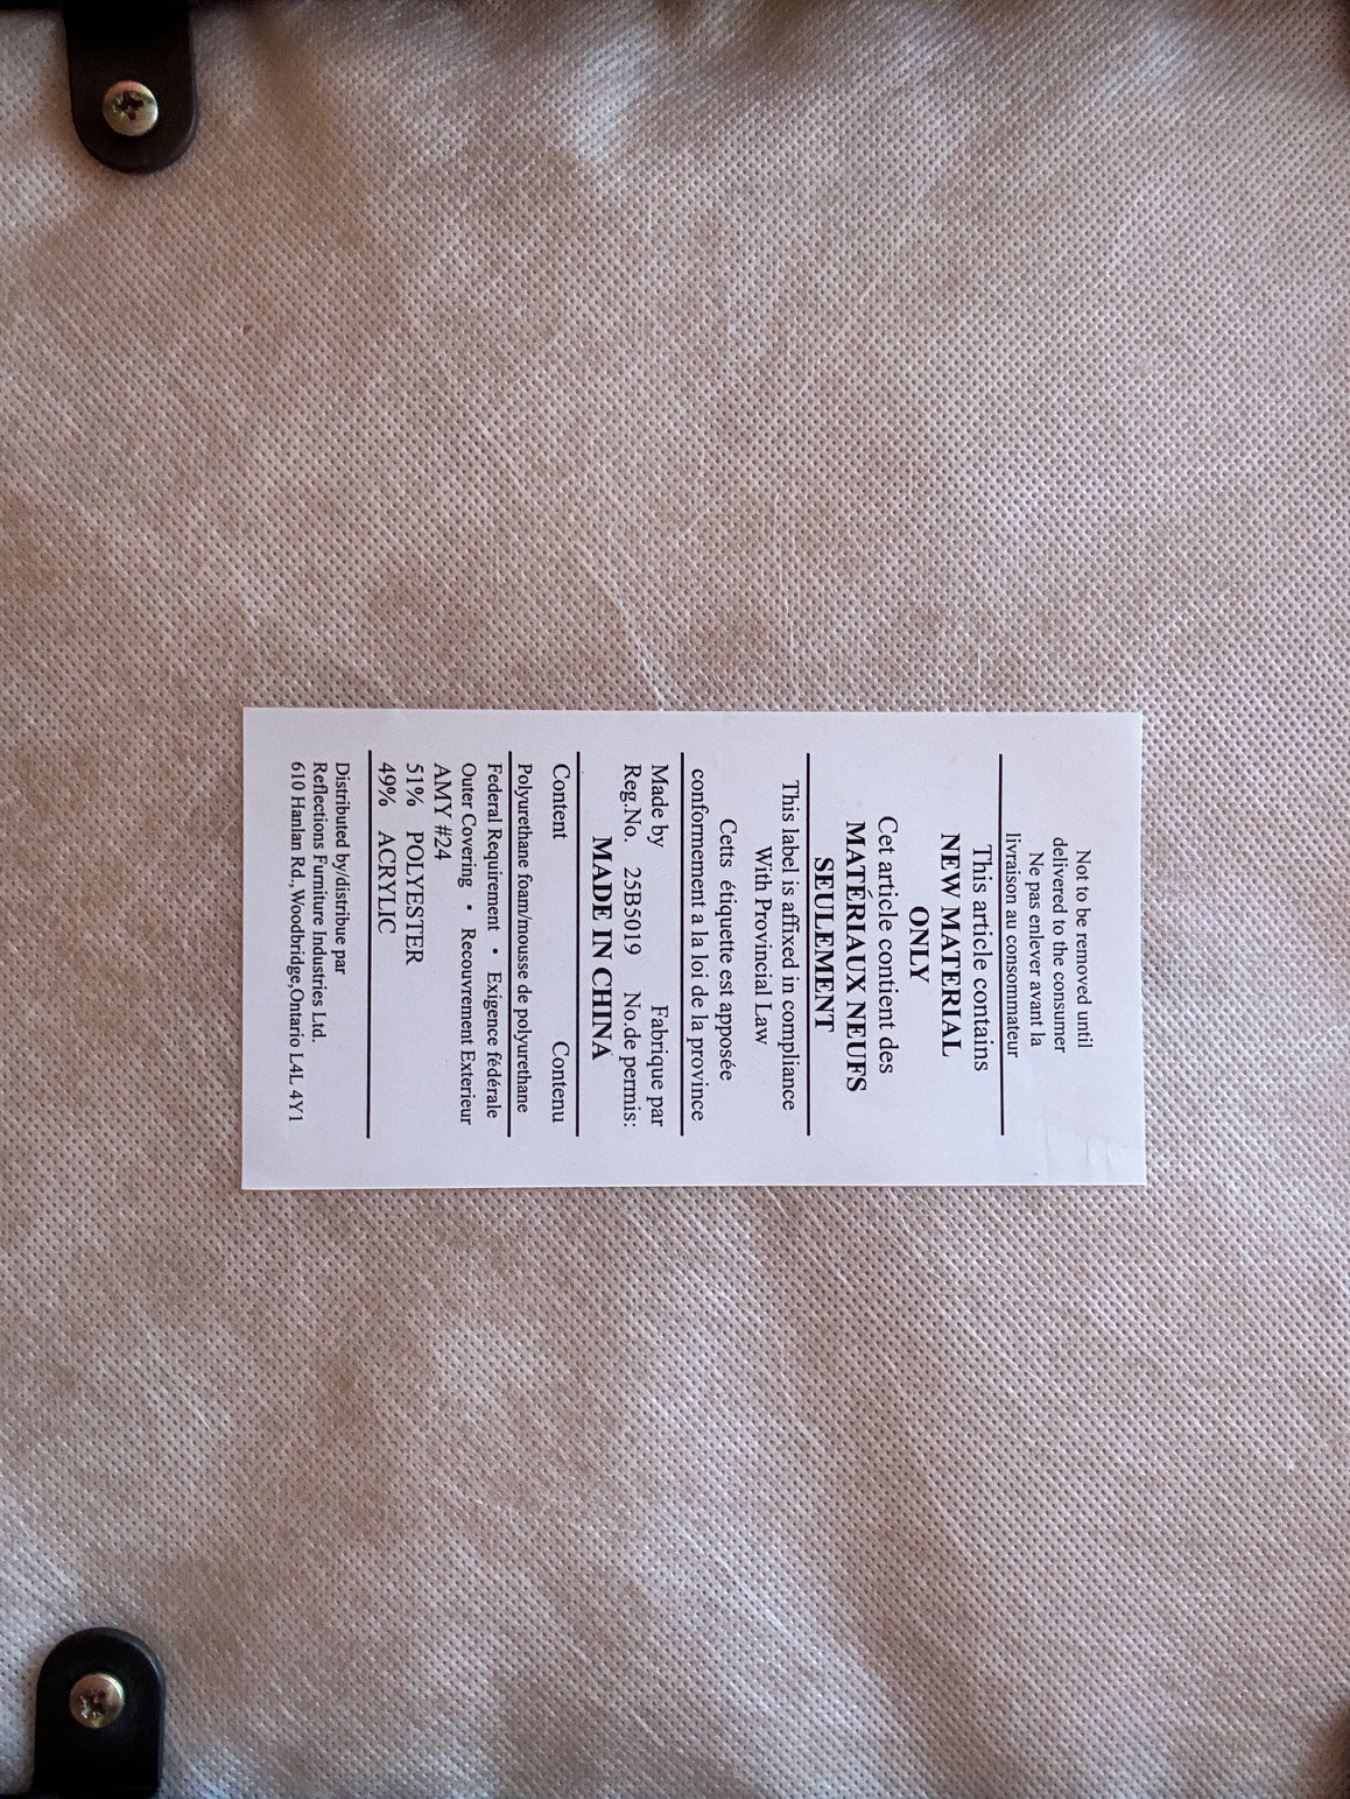 Not to be removed until
delivered to the consumer
Ne pas enlever avant la
livraison au consommateur
This article contains
NEW MATERIAL
ONLY
Cet article contient des
MATÉRIAUX NEUFS
SEULEMENT
This label is affixed in compliance
With Provincial Law
Cetts étiquette est apposée
conformement a la loi de la province
Made by Fabrique par
Reg.No. 25B5019 No.de permis:
MADE IN CHINA
Content Contenu
Polyurethane foam/mousse de polyurethane
Federal Requirement • Exigence fédérale
Outer Covering • Recouvrement Exterieur
AMY #24
51% POLYESTER
49% ACRYLIC
Distributed by/distribue par
Reflections Furniture Industries Ltd.
610 Hanlan Rd., Woodbridge,Ontario L4L 4Y1